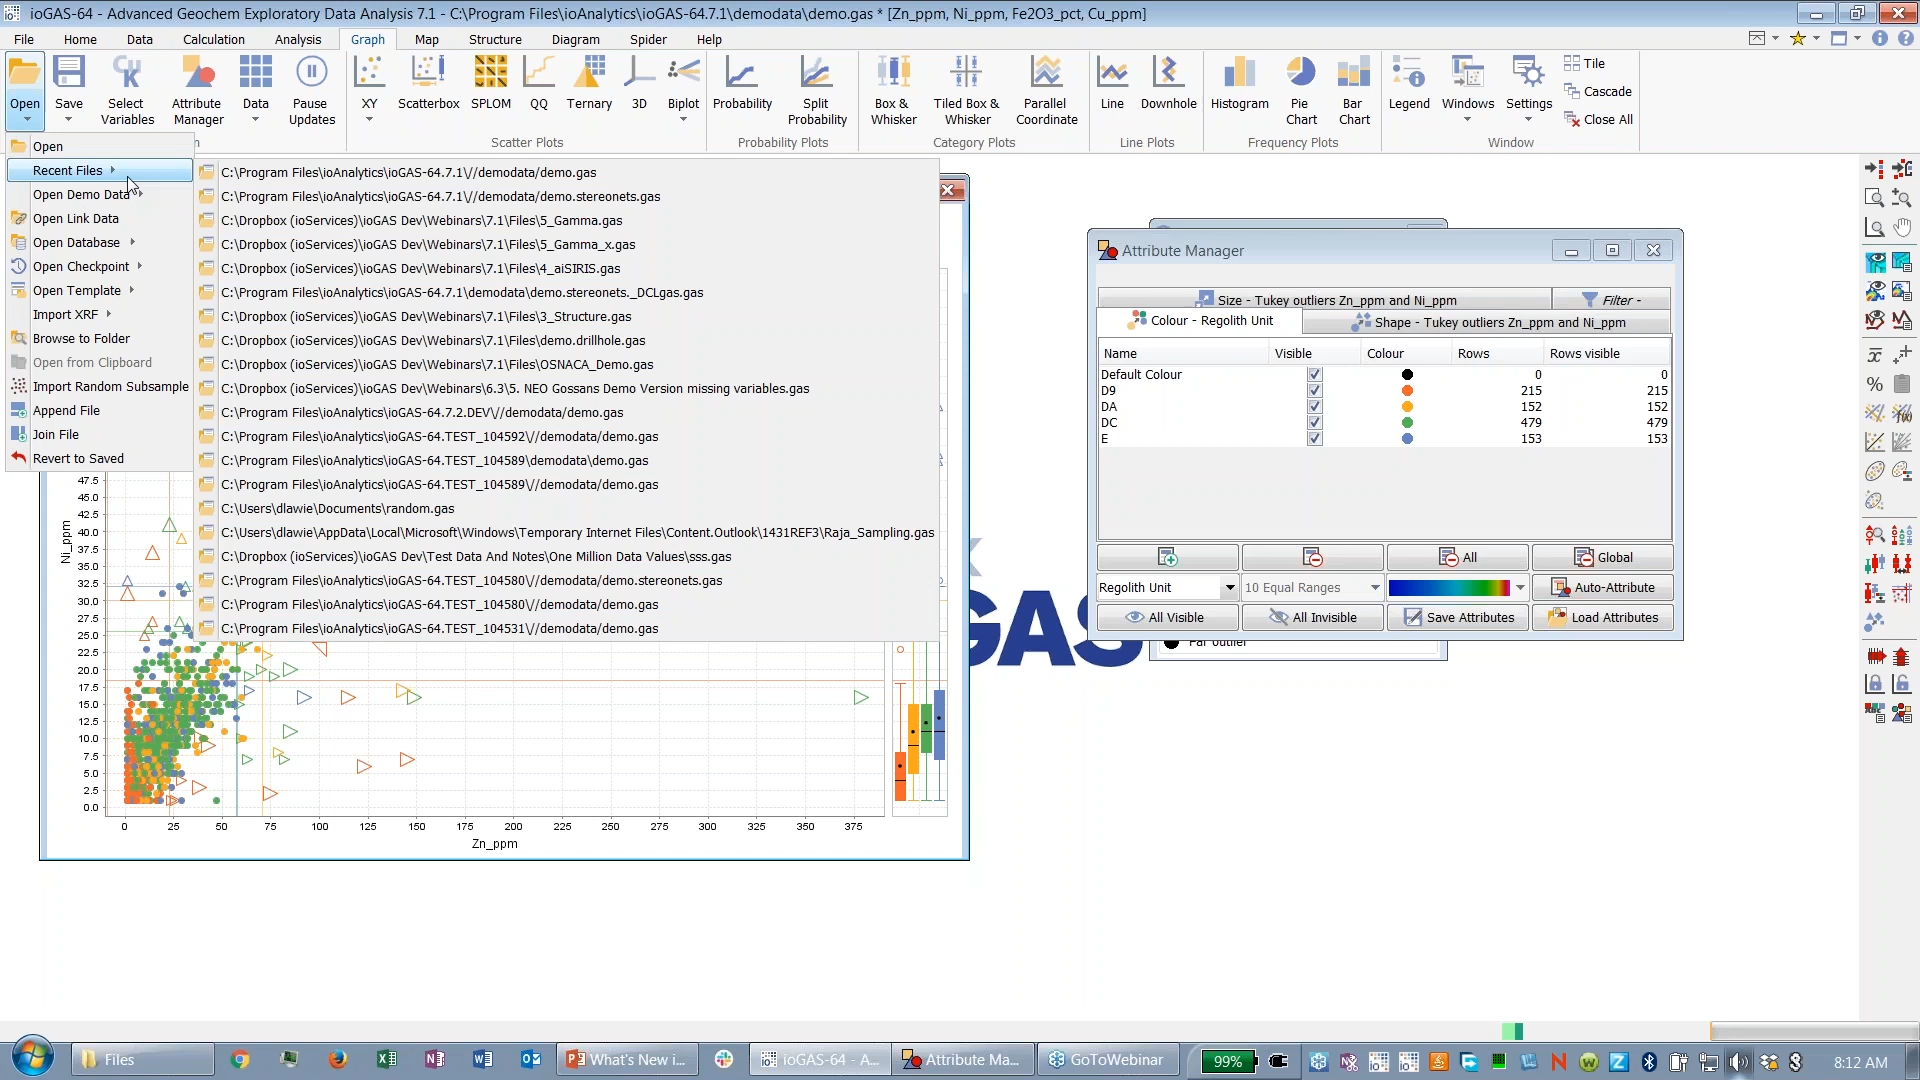 ioGAS-64 - Advanced Geochem Exploratory Data Analysis 7.1 - C:\Program Files\ioAnalytics\ioGAS-64.7.1\demodata\demo.gas * [Zn_ppm, Ni_ppm, Fe2O3_pct, Cu_ppm]
File Home Data Calculation Analysis Graph Map Structure Diagram Spider Help
Open Save Select Variables Attribute Manager Data Pause Updates
XY Scatterbox SPLOM QQ Ternary 3D Biplot
Probability Split Probability
Box & Whisker Tiled Box & Whisker Parallel Coordinate
Line Downhole
Histogram Pie Chart Bar Chart
Legend Windows Settings Tile Cascade Close All
Scatter Plots Probability Plots Category Plots Line Plots Frequency Plots Window
Open
Recent Files
Open Demo Data
Open Link Data
Open Database
Open Checkpoint
Open Template
Import XRF
Browse to Folder
Open from Clipboard
Import Random Subsample
Append File
Join File
Revert to Saved
C:\Program Files\ioAnalytics\ioGAS-64.7.1\//demodata/demo.gas
C:\Program Files\ioAnalytics\ioGAS-64.7.1\//demodata/demo.stereonets.gas
C:\Dropbox (ioServices)\ioGAS Dev\Webinars\7.1\Files\5_Gamma.gas
C:\Dropbox (ioServices)\ioGAS Dev\Webinars\7.1\Files\5_Gamma_x.gas
C:\Dropbox (ioServices)\ioGAS Dev\Webinars\7.1\Files\4_aiSIRIS.gas
C:\Program Files\ioAnalytics\ioGAS-64.7.1\demodata\demo.stereonets._DCLgas.gas
C:\Dropbox (ioServices)\ioGAS Dev\Webinars\7.1\Files\3_Structure.gas
C:\Dropbox (ioServices)\ioGAS Dev\Webinars\7.1\Files\demo.drillhole.gas
C:\Dropbox (ioServices)\ioGAS Dev\Webinars\7.1\Files\OSNACA_Demo.gas
C:\Dropbox (ioServices)\ioGAS Dev\Webinars\6.3\5. NEO Gossans Demo Version missing variables.gas
C:\Program Files\ioAnalytics\ioGAS-64.7.2.DEV\//demodata/demo.gas
C:\Program Files\ioAnalytics\ioGAS-64.TEST_104592\//demodata/demo.gas
C:\Program Files\ioAnalytics\ioGAS-64.TEST_104589\demodata\demo.gas
C:\Program Files\ioAnalytics\ioGAS-64.TEST_104589\//demodata/demo.gas
C:\Users\dlawie\Documents\random.gas
C:\Users\dlawie\AppData\Local\Microsoft\Windows\Temporary Internet Files\Content.Outlook\1431REF3\Raja_Sampling.gas
C:\Dropbox (ioServices)\ioGAS Dev\Test Data And Notes\One Million Data Values\sss.gas
C:\Program Files\ioAnalytics\ioGAS-64.TEST_104580\//demodata/demo.stereonets.gas
C:\Program Files\ioAnalytics\ioGAS-64.TEST_104580\//demodata/demo.gas
C:\Program Files\ioAnalytics\ioGAS-64.TEST_104531\//demodata/demo.gas
47.5
45.0
42.5
40.0
37.5
35.0
32.5
30.0
27.5
25.0
22.5
20.0
17.5
15.0
12.5
10.0
7.5
5.0
2.5
0.0
Ni_ppm
0 25 50 75 100 125 150 175 200 225 250 275 300 325 350 375
Zn_ppm
GAS
Attribute Manager
Size - Tukey outliers Zn_ppm and Ni_ppm Filter -
Colour - Regolith Unit Shape - Tukey outliers Zn_ppm and Ni_ppm
Name Visible Colour Rows Rows visible
Default Colour 0 0
D9 215 215
DA 152 152
DC 479 479
E 153 153
All Global
Regolith Unit 10 Equal Ranges Auto-Attribute
All Visible All Invisible Save Attributes Load Attributes
Far outlier
Files What's New i... ioGAS-64 - A... Attribute Ma... GoToWebinar 99% 8:12 AM